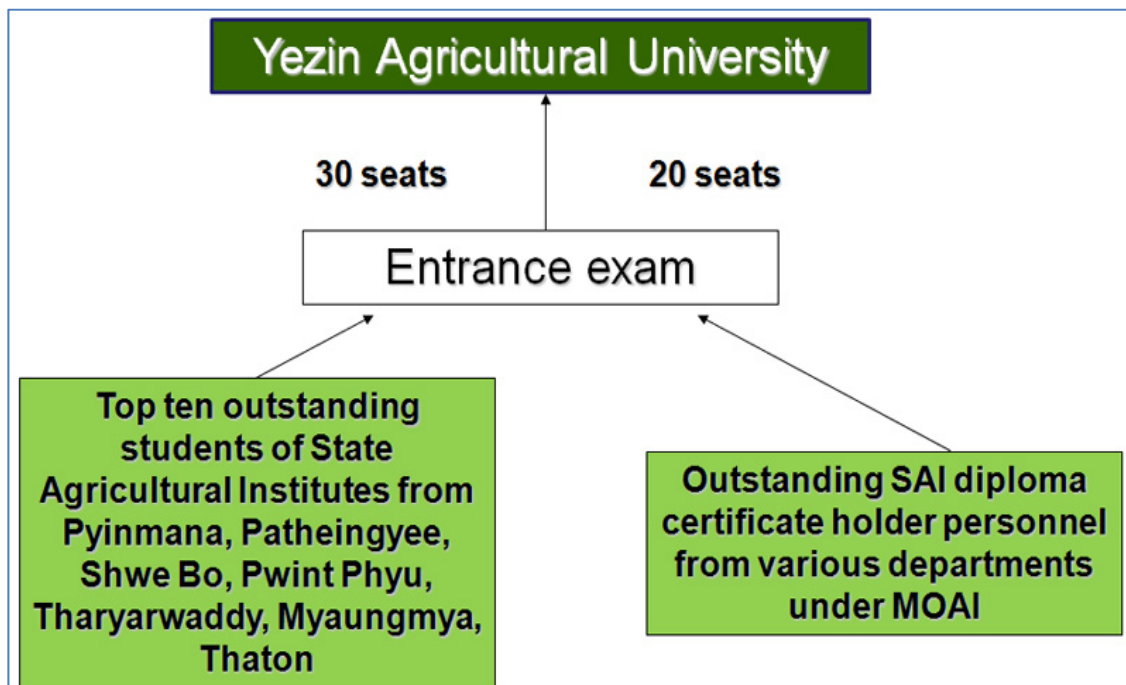 Yezin Agricultural University
30 seats
20 seats
Entrance exam
Top ten outstanding
students of State
Agricultural Institutes from
Pyinmana, Patheingyee,
Shwe Bo, Pwint Phyu,
Tharyarwaddy, Myaungmya,
Thaton
Outstanding SAI diploma
certificate holder personnel
from various departments
under MOAI